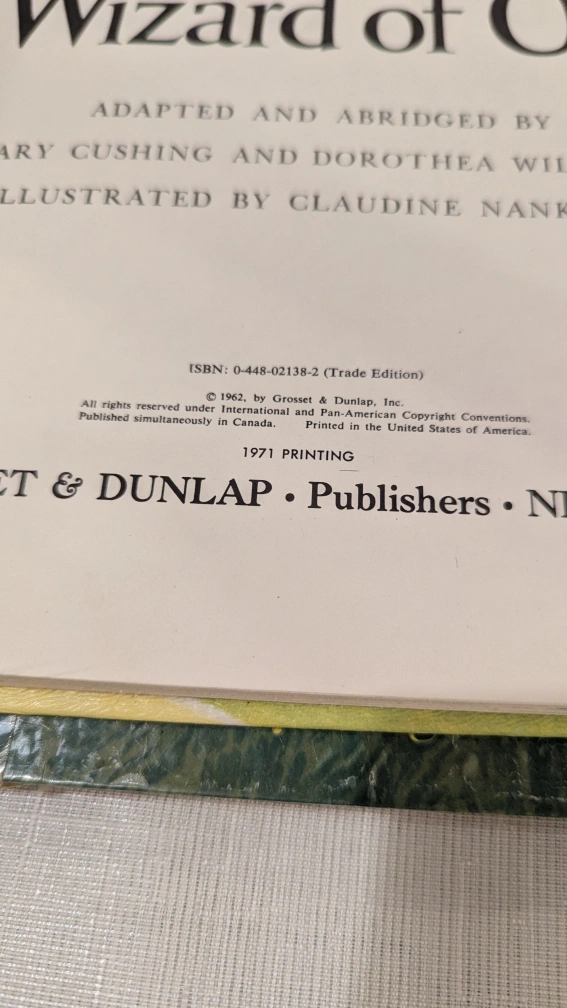 Wizard of O
ADAPTED AND ABRIDGED BY
ARY CUSHING AND DOROTHEA WIL
LLUSTRATED BY CLAUDINE NANK
ISBN: 0-448-02138-2 (Trade Edition)
© 1962, by Grosset & Dunlap, Inc.
All rights reserved under International and Pan-American Copyright Conventions.
Published simultaneously in Canada. Printed in the United States of America.
1971 PRINTING
ET & DUNLAP • Publishers • NE